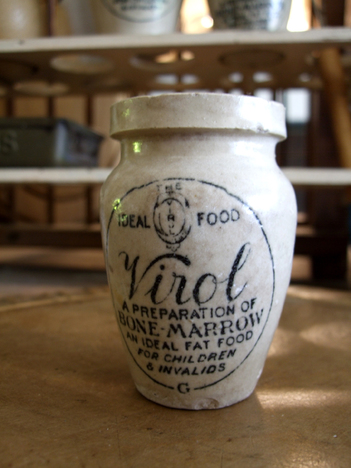 THE
IDEAL FOOD
Virol
A PREPARATION OF
BONE-MARROW
AN IDEAL FAT FOOD
FOR CHILDREN
& INVALIDS
G
S